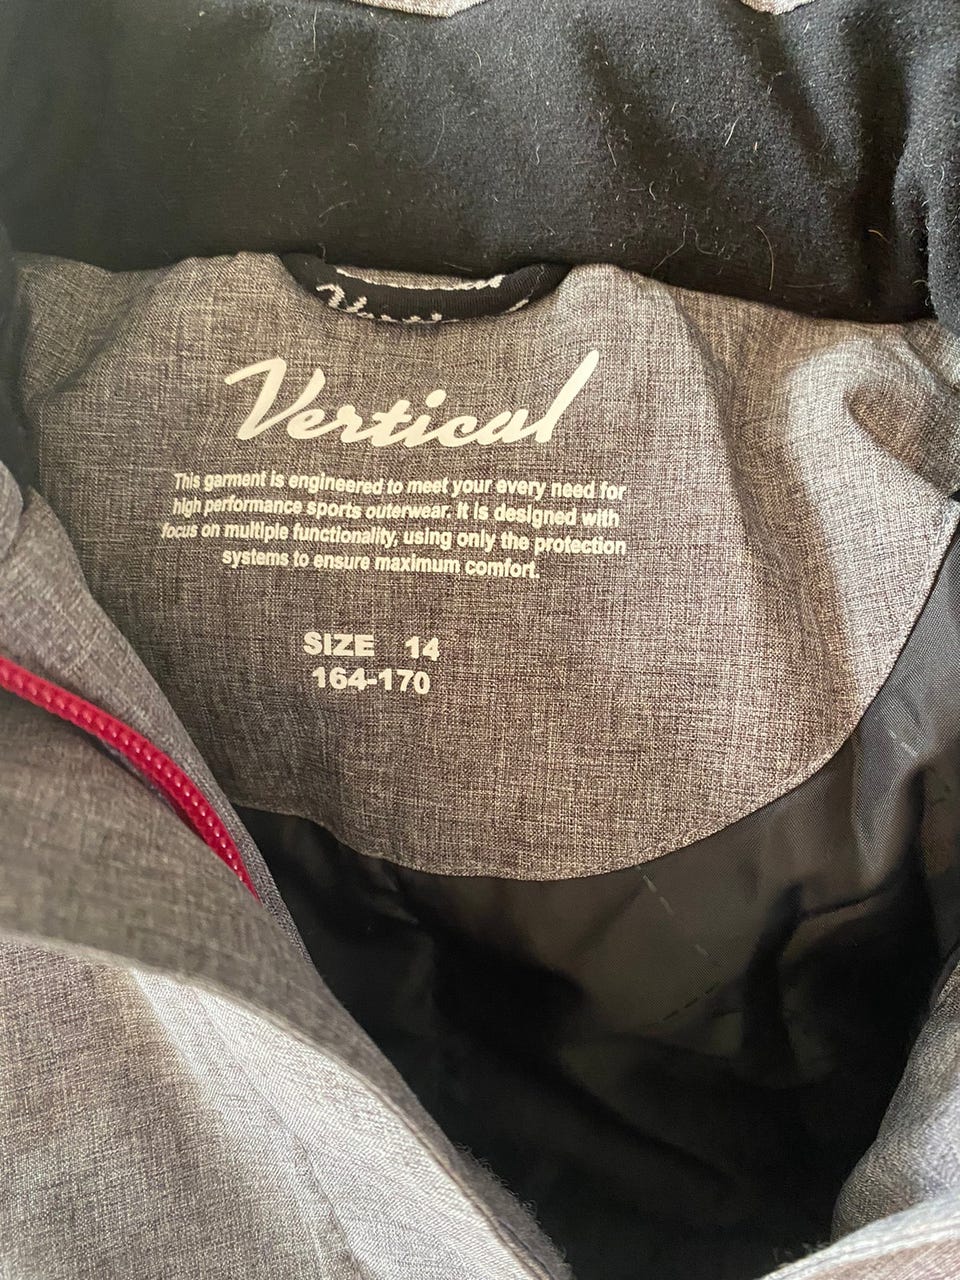 Vertical
This garment is engineered to meet your every need for
high performance sports outerwear. It is designed with
focus on multiple functionality, using only the protection
systems to ensure maximum comfort.
SIZE 14
164-170